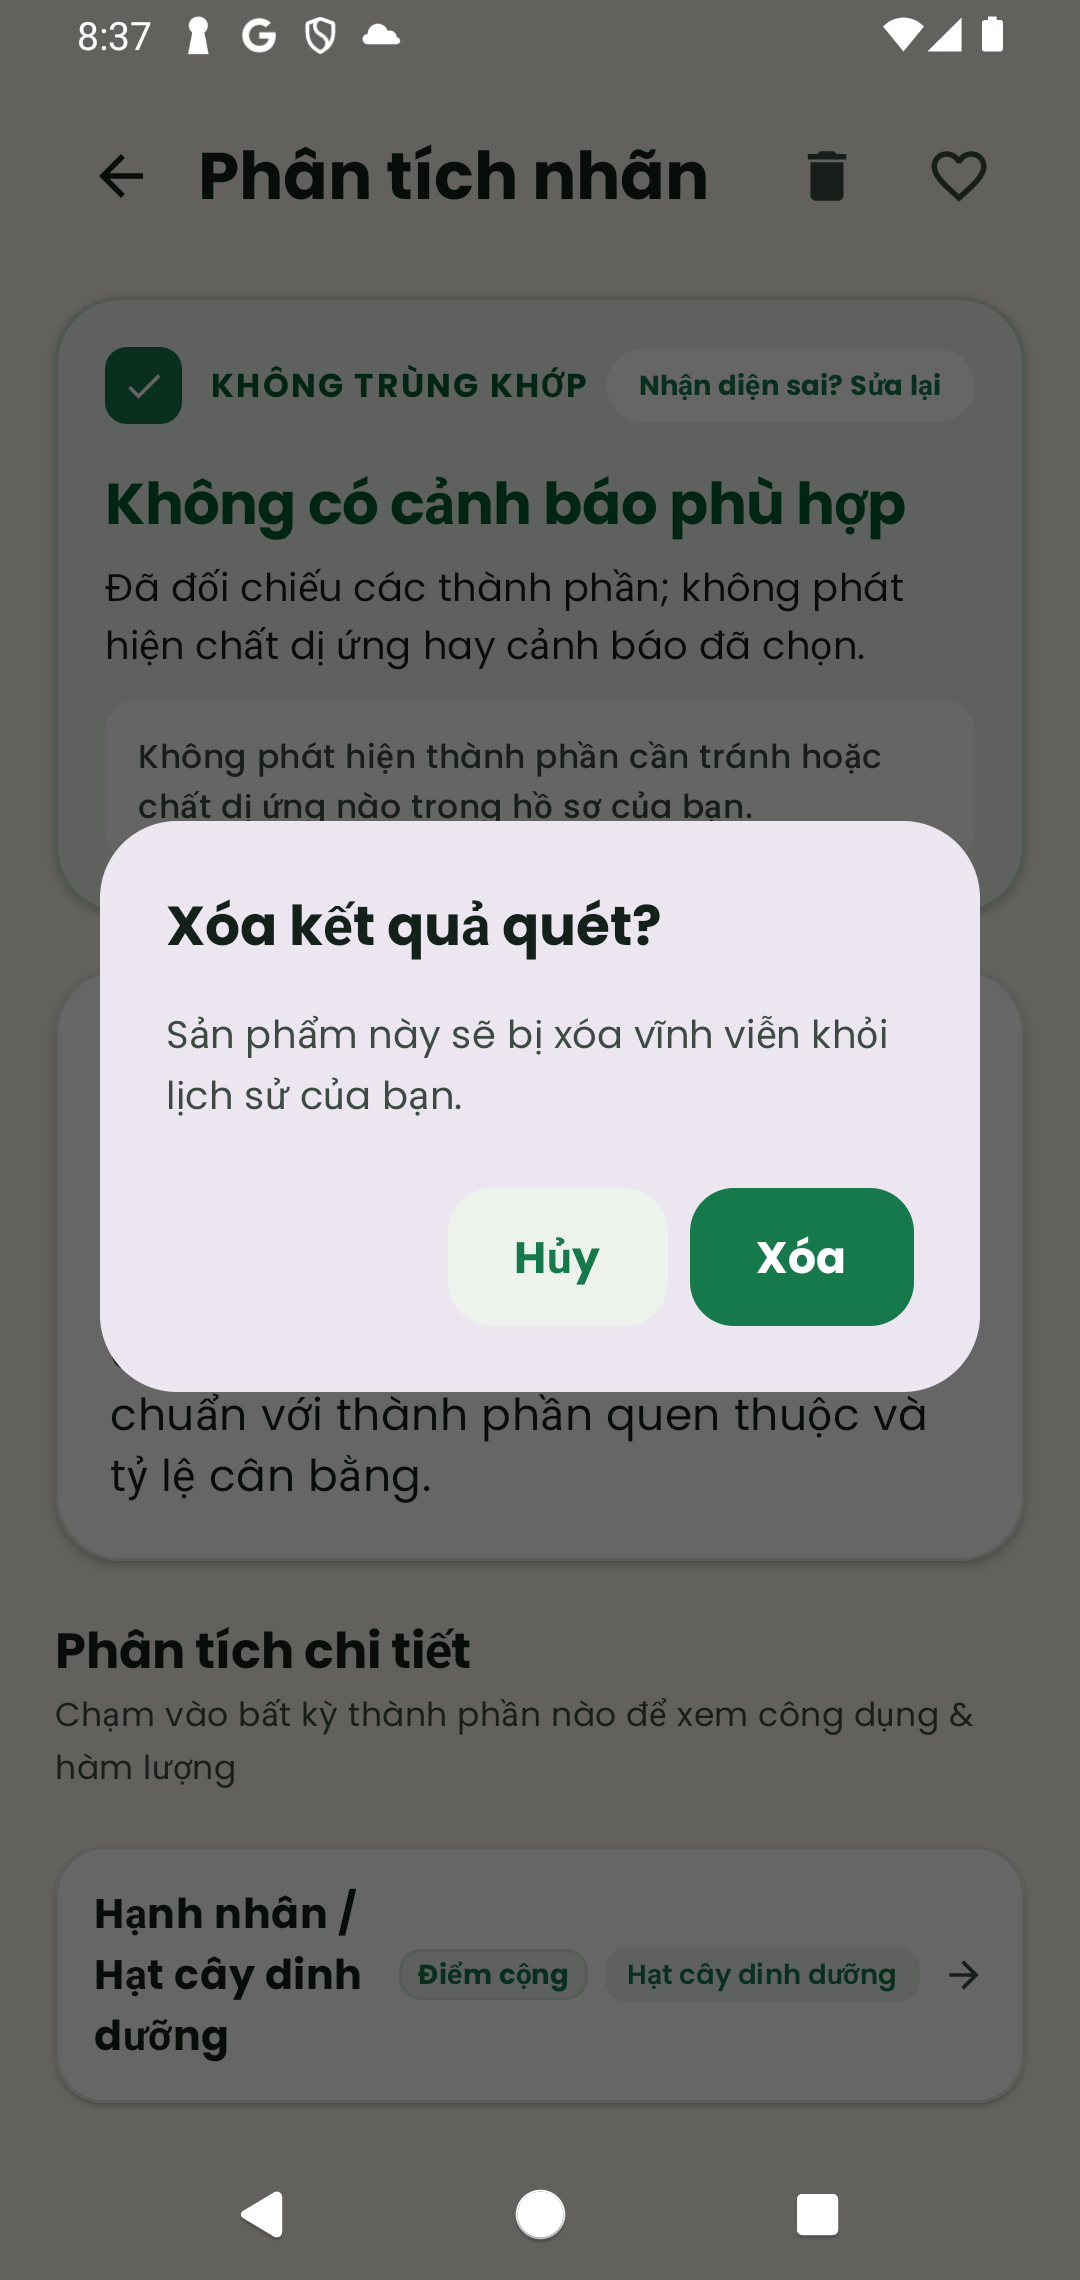 8:37
Phân tích nhãn
KHÔNG TRÙNG KHỚP
Nhận diện sai? Sửa lại
Không có cảnh báo phù hợp
Đã đối chiếu các thành phần; không phát
hiện chất dị ứng hay cảnh báo đã chọn.
Không phát hiện thành phần cần tránh hoặc
chất dị ứng nào trong hồ sơ của bạn.
Xóa kết quả quét?
Sản phẩm này sẽ bị xóa vĩnh viễn khỏi
lịch sử của bạn.
Hủy
Xóa
chuẩn với thành phần quen thuộc và
tỷ lệ cân bằng.
Phân tích chi tiết
Chạm vào bất kỳ thành phần nào để xem công dụng &
hàm lượng
Hạnh nhân /
Hạt cây dinh
dưỡng
Điểm cộng
Hạt cây dinh dưỡng